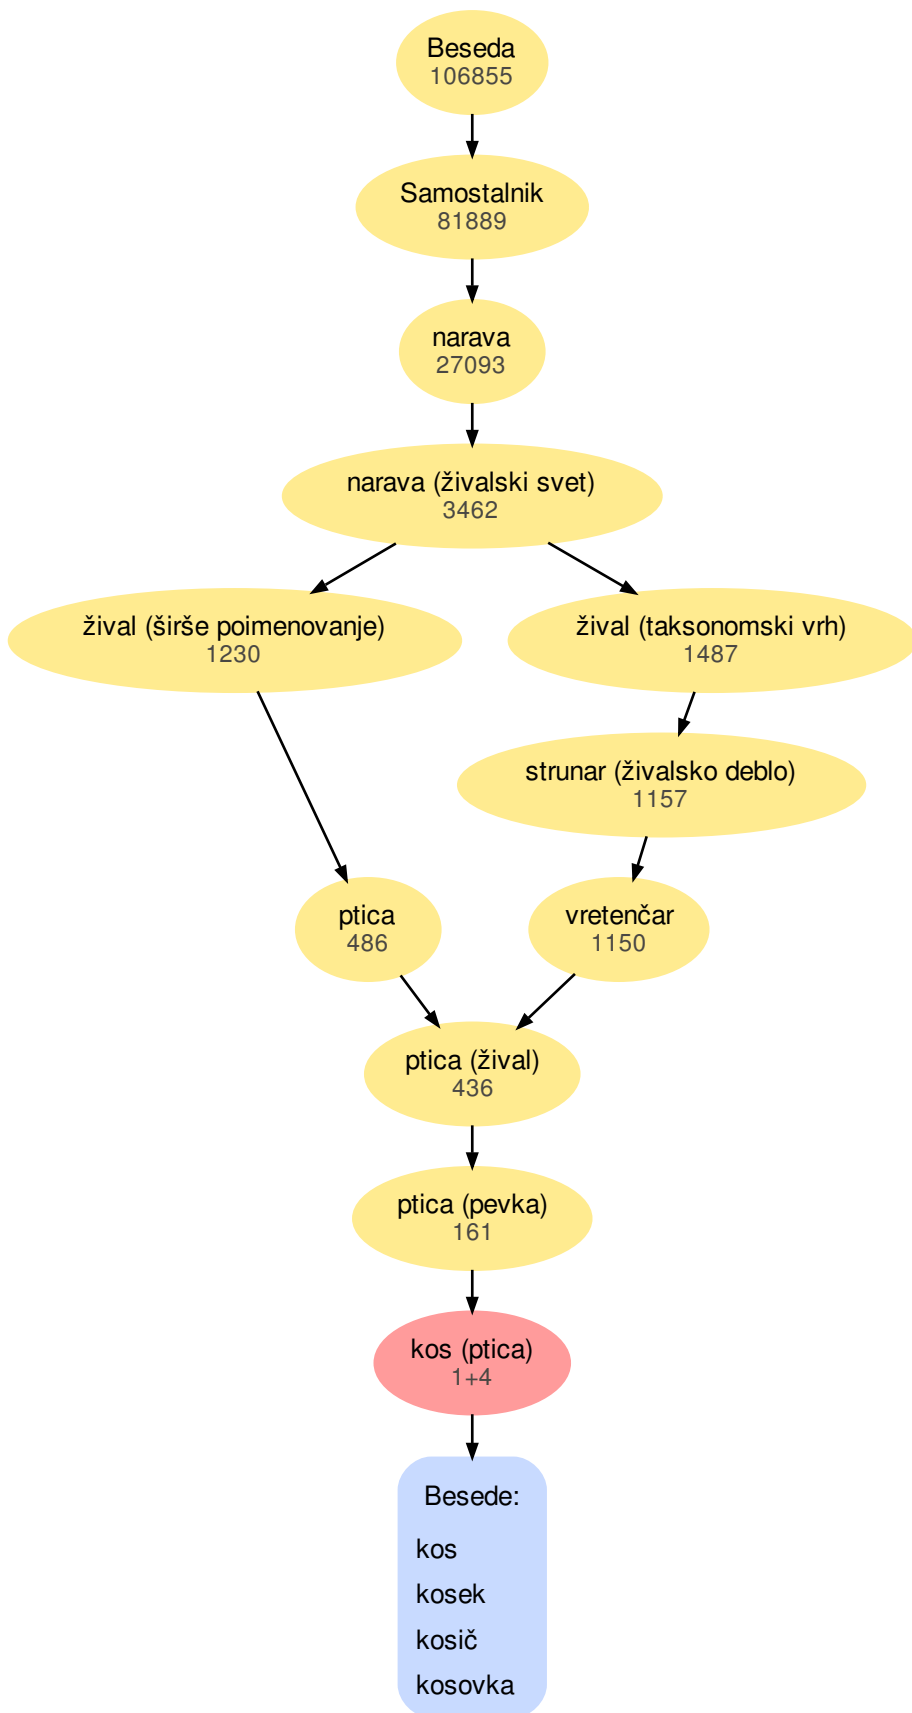 Beseda
106855
Samostalnik
81889
narava
27093
narava (živalski svet)
3462
žival (širše poimenovanje)
1230
žival (taksonomski vrh)
1487
strunar (živalsko deblo)
1157
ptica
486
vretenčar
1150
ptica (žival)
436
ptica (pevka)
161
kos (ptica)
1+4
Besede:
kos
kosek
kosič
kosovka